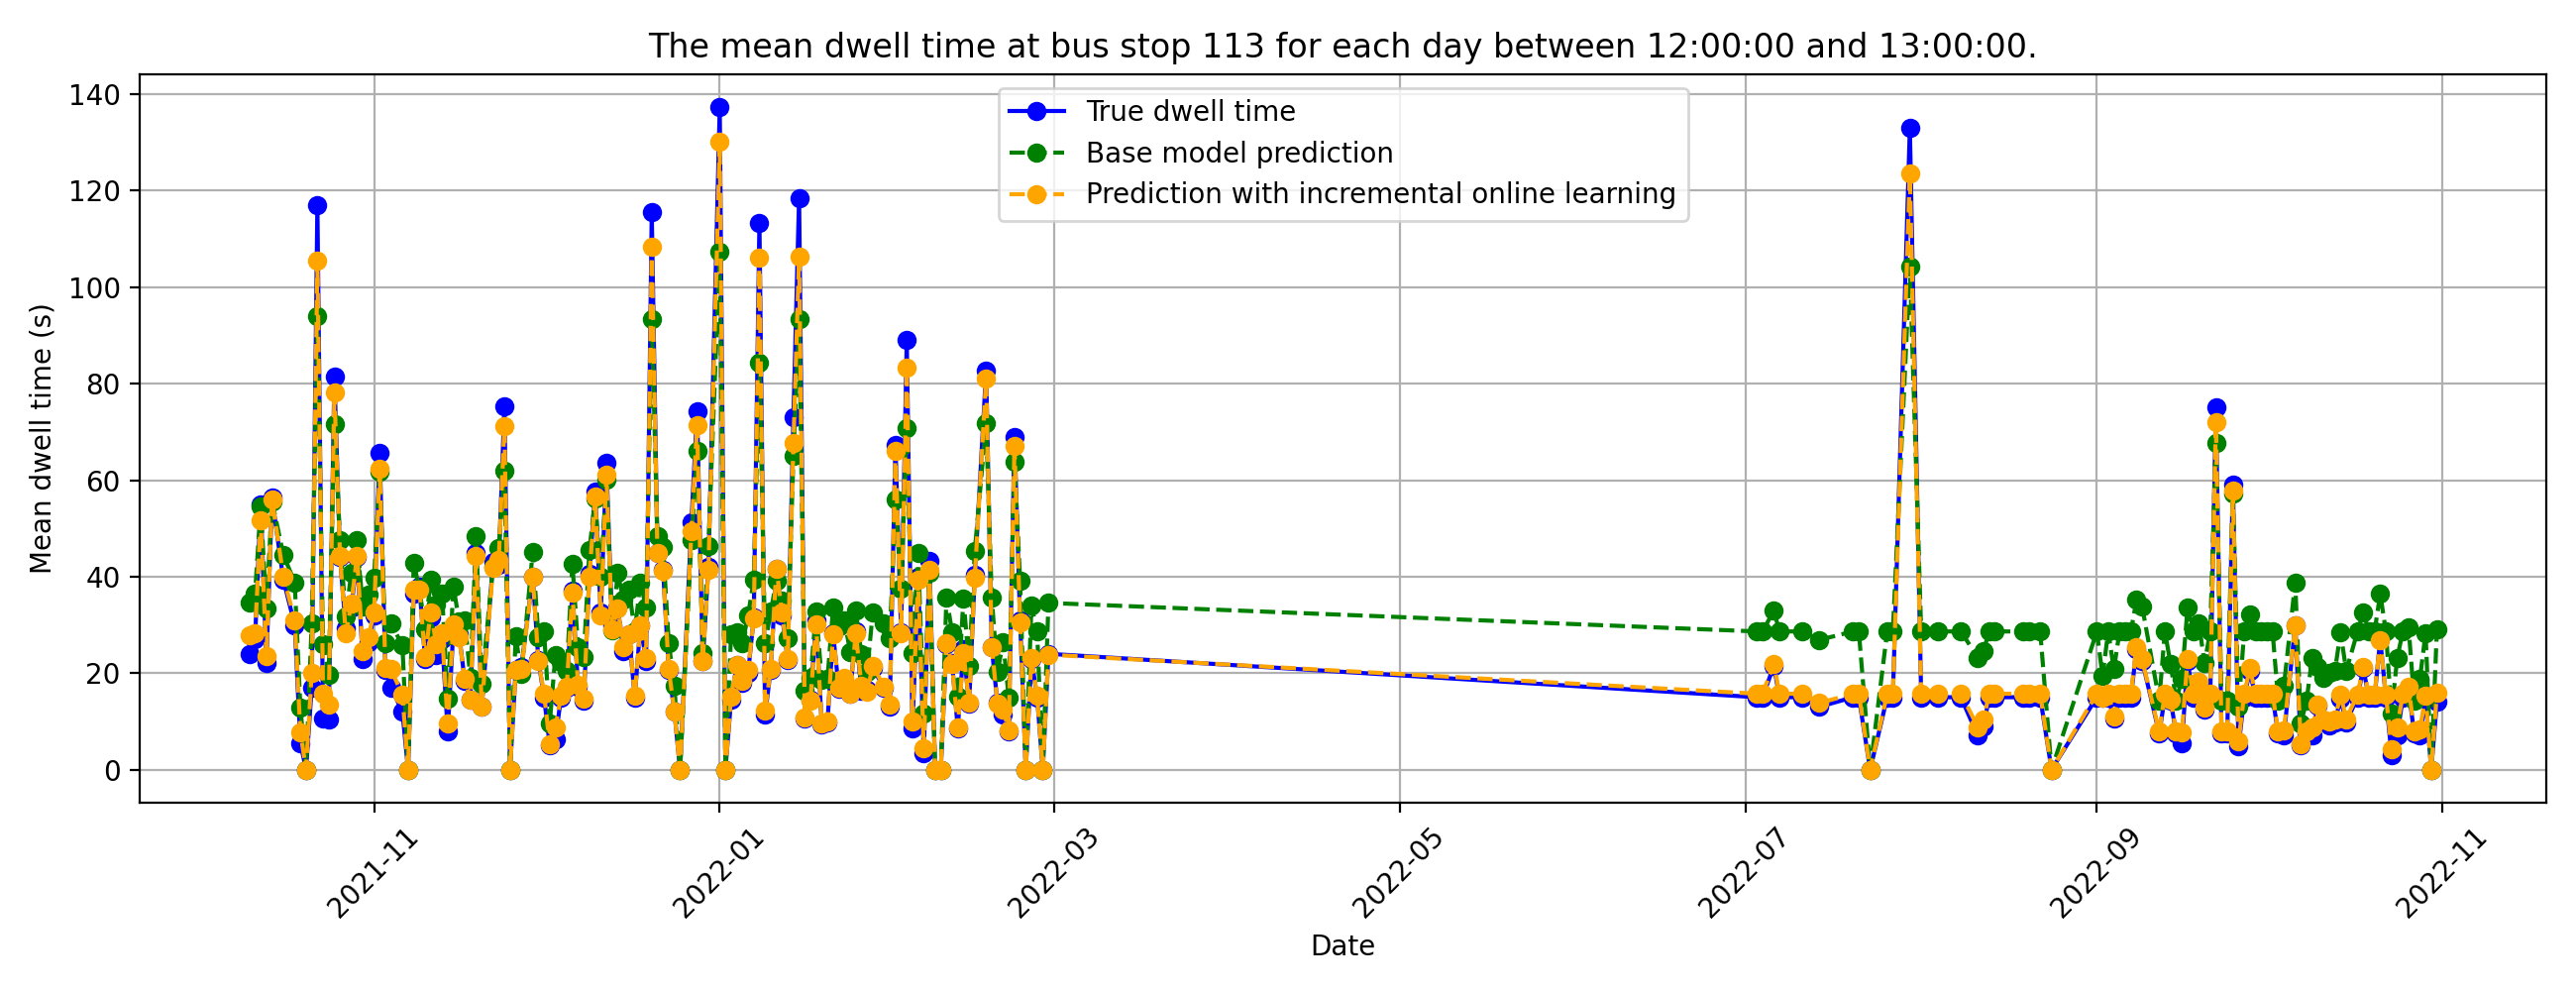 The mean dwell time at bus stop 113 for each day between 12:00:00 and 13:00:00.
True dwell time
Base model prediction
Prediction with incremental online learning
Mean dwell time (s)
140
120
100
80
60
40
20
0
2021-11
2022-01
2022-03
2022-05
2022-07
2022-09
2022-11
Date